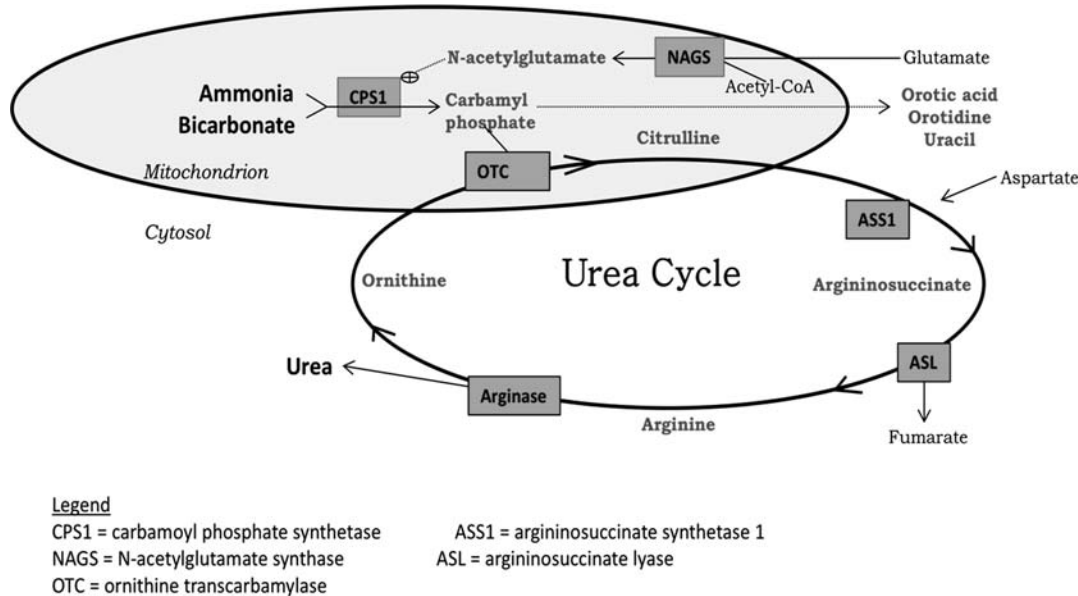 N-acetylglutamate
NAGS
Glutamate
Acetyl-CoA
Ammonia
Bicarbonate
CPS1
Carbamyl
phosphate
Orotic acid
Orotidine
Uracil
Citrulline
Mitochondrion
OTC
Aspartate
Cytosol
ASS1
Ornithine
Urea Cycle
Argininosuccinate
Urea
Arginase
ASL
Arginine
Fumarate
Legend
CPS1 = carbamoyl phosphate synthetase
ASS1 = argininosuccinate synthetase 1
NAGS = N-acetylglutamate synthase
ASL = argininosuccinate lyase
OTC = ornithine transcarbamylase